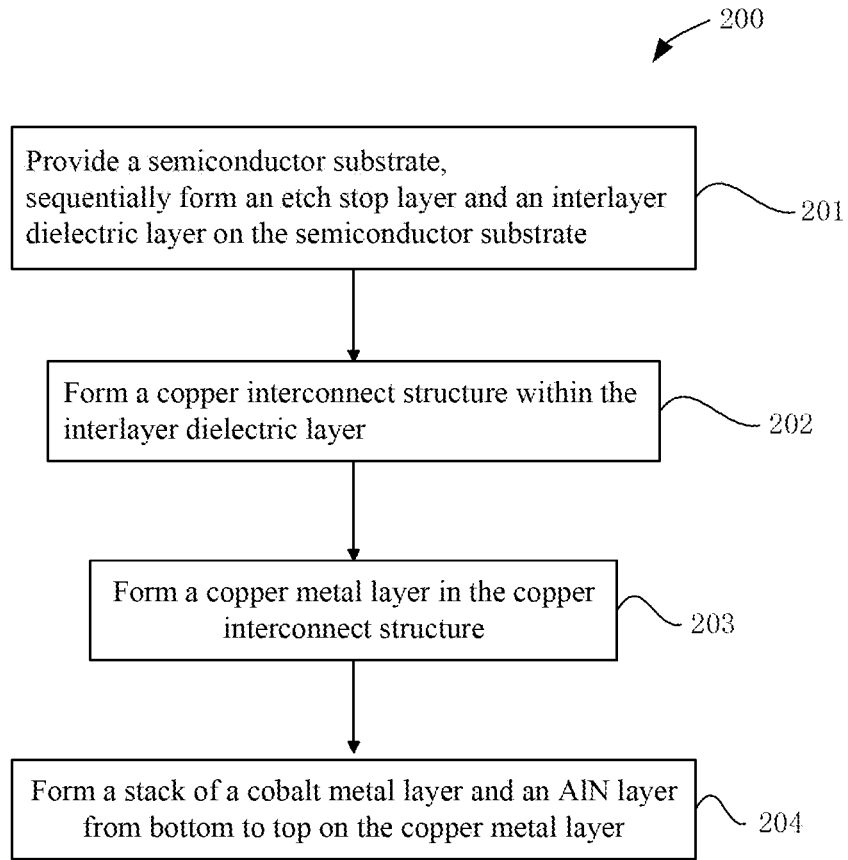 200
Provide a semiconductor substrate,
sequentially form an etch stop layer and an interlayer
dielectric layer on the semiconductor substrate
201
Form a copper interconnect structure within the
interlayer dielectric layer
202
Form a copper metal layer in the copper
interconnect structure
203
Form a stack of a cobalt metal layer and an AlN layer
from bottom to top on the copper metal layer
204